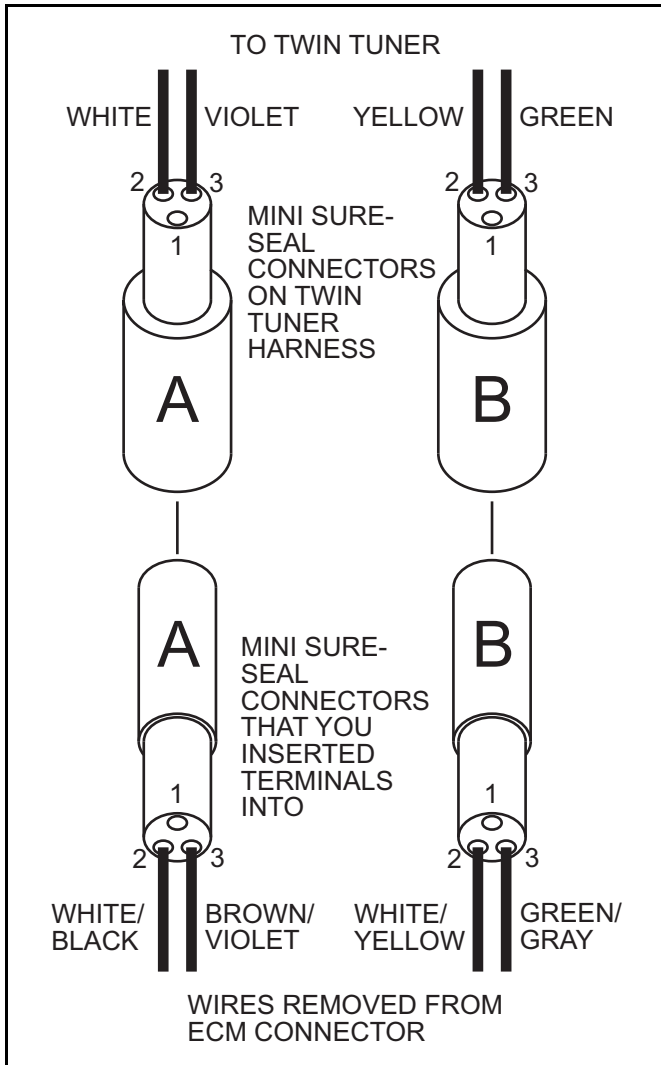 TO TWIN TUNER
WHITE
VIOLET
YELLOW
GREEN
2
3
1
2
3
1
MINI SURE-
SEAL
CONNECTORS
ON TWIN
TUNER
HARNESS
A
B
A
B
MINI SURE-
SEAL
CONNECTORS
THAT YOU
INSERTED
TERMINALS
INTO
1
2
3
1
2
3
WHITE/
BLACK
BROWN/
VIOLET
WHITE/
YELLOW
GREEN/
GRAY
WIRES REMOVED FROM
ECM CONNECTOR